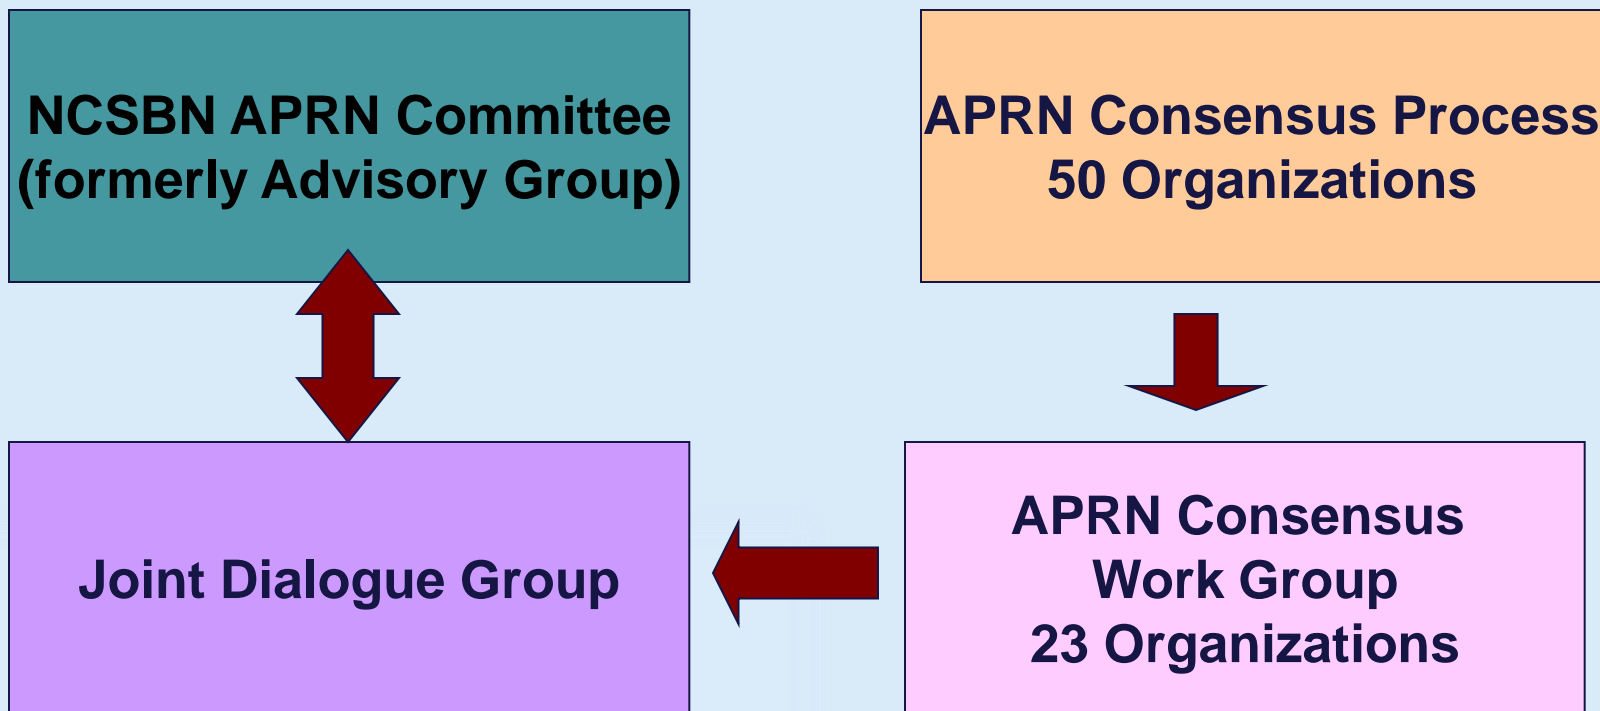 NCSBN APRN Committee
(formerly Advisory Group)
APRN Consensus Process
50 Organizations
Joint Dialogue Group
APRN Consensus
Work Group
23 Organizations